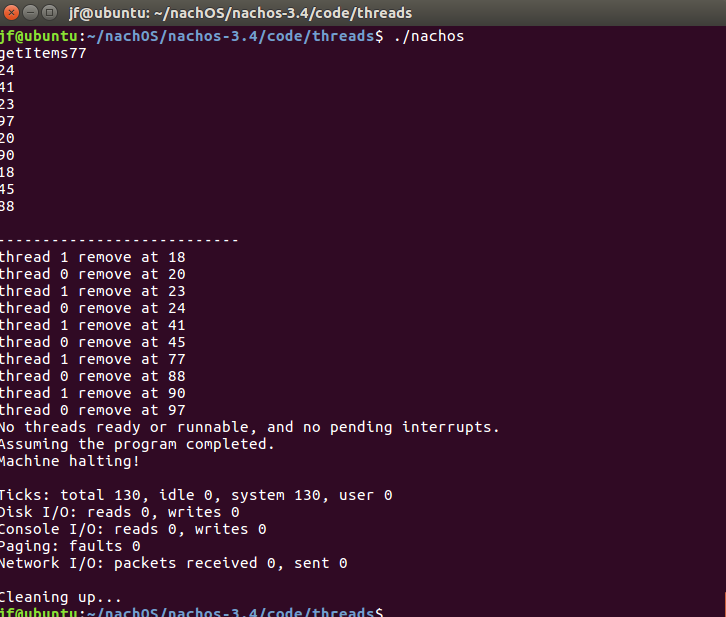 jf@ubuntu: ~/nachOS/nachos-3.4/code/threads
jf@ubuntu:~/nachOS/nachos-3.4/code/threads$ ./nachos
getItems77
24
41
23
97
20
90
18
45
88
---------------------------
thread 1 remove at 18
thread 0 remove at 20
thread 1 remove at 23
thread 0 remove at 24
thread 1 remove at 41
thread 0 remove at 45
thread 1 remove at 77
thread 0 remove at 88
thread 1 remove at 90
thread 0 remove at 97
No threads ready or runnable, and no pending interrupts.
Assuming the program completed.
Machine halting!
Ticks: total 130, idle 0, system 130, user 0
Disk I/O: reads 0, writes 0
Console I/O: reads 0, writes 0
Paging: faults 0
Network I/O: packets received 0, sent 0
Cleaning up...
jf@ubuntu:~/nachOS/nachos-3.4/code/threads$